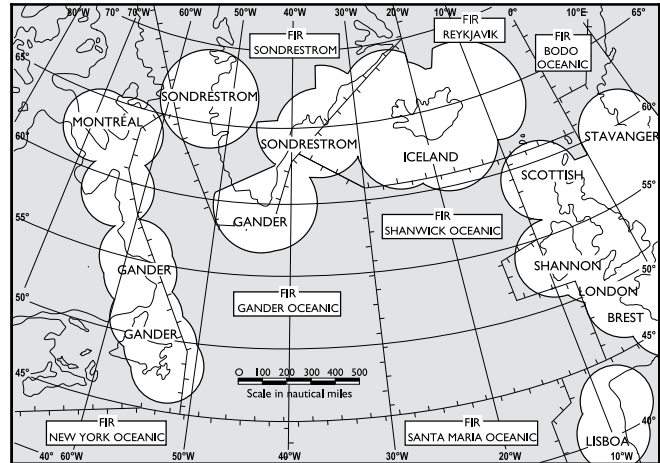 80°W 70°W 60°W 50°W 40°W 30°W 20°W 10°W 0° 10°E 65°
FIR
SONDRESTROM
FIR
REYKJAVIK
FIR
BODO
OCEANIC
65°
60°
SONDRESTROM
MONTRÉAL
SONDRESTROM
ICELAND
STAVANGER
SCOTTISH
60°
60°
55°
GANDER
FIR
SHANWICK OCEANIC
55°
55°
GANDER
SHANNON
50°
LONDON
50°
FIR
GANDER OCEANIC
BREST
GANDER
45°
45°
0 100 200 300 400 500
Scale in nautical miles
40°
FIR
NEW YORK OCEANIC
FIR
SANTA MARIA OCEANIC
LISBOA
40° 60°W 50°W 40°W 30°W 20°W 10°W